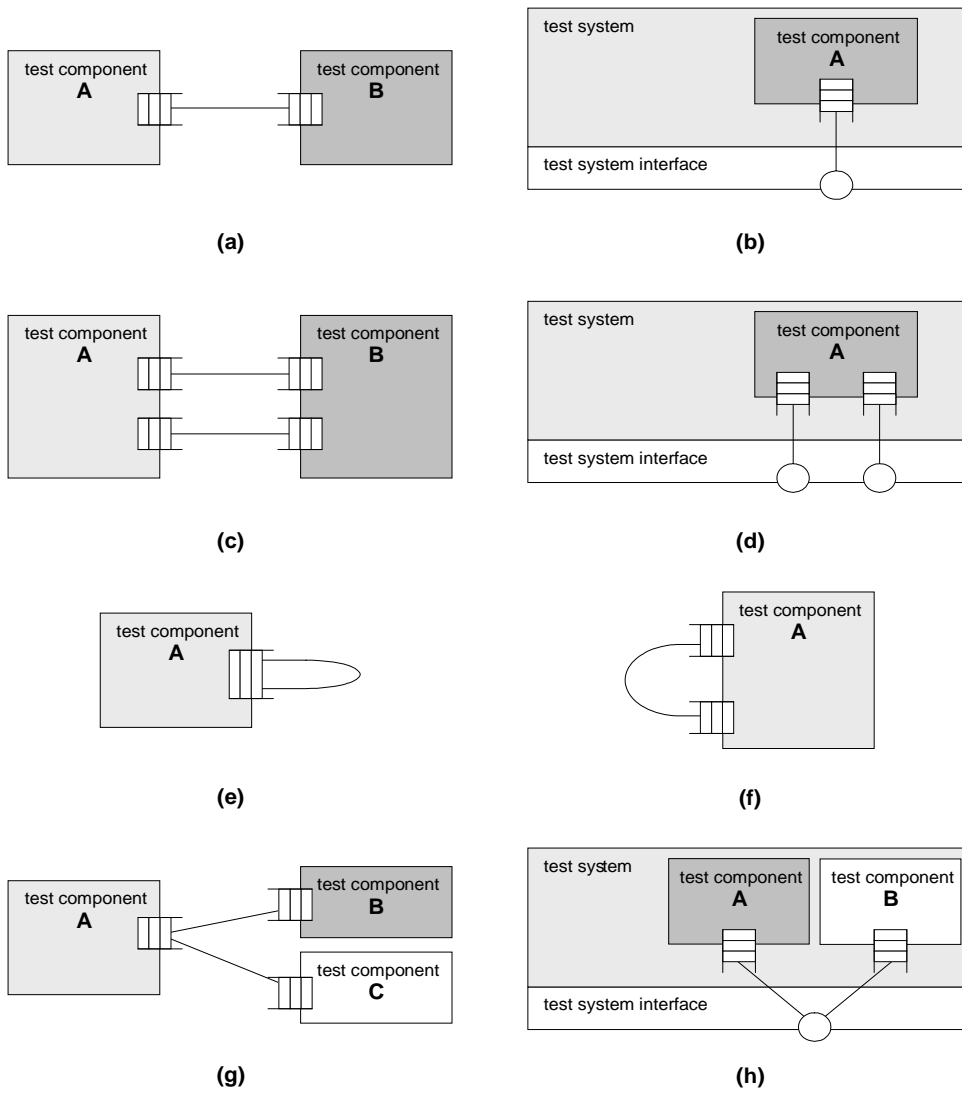 test component
A
test component
B
(a)
test system
test component
A
test system interface
(b)
test component
A
test component
B
(c)
test system
test component
A
test system interface
(d)
test component
A
(e)
test component
A
(f)
test component
A
test component
B
test component
C
(g)
test system
test component
A
test component
B
test system interface
(h)